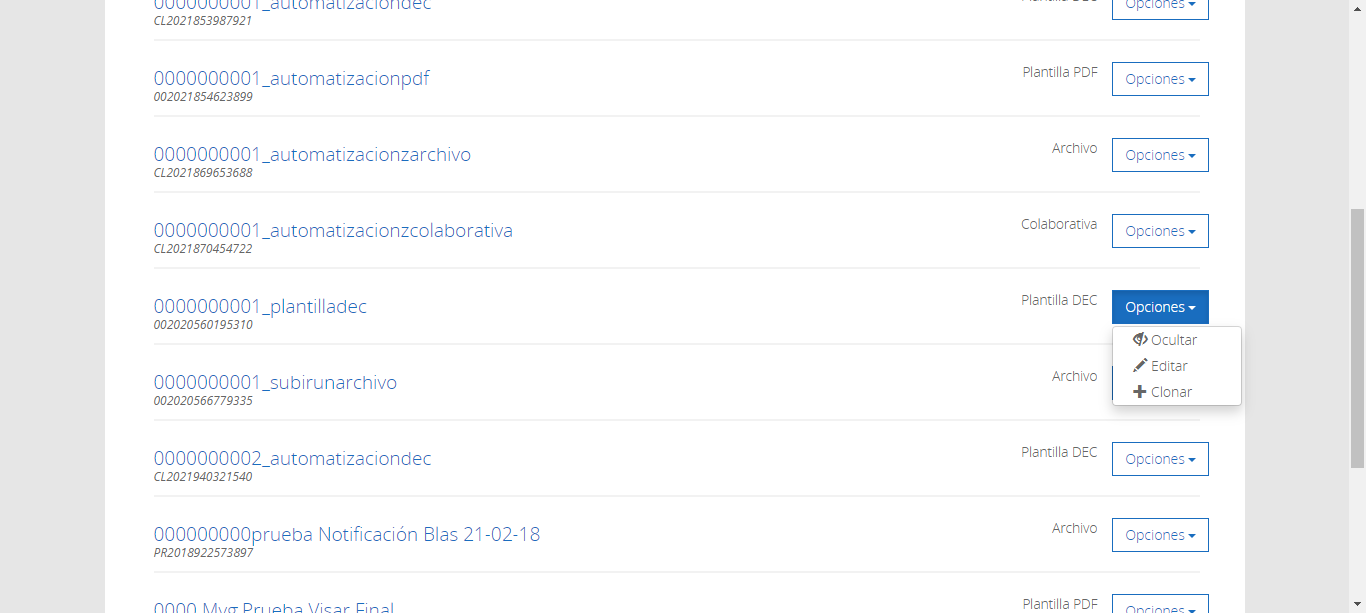 0000000001_automatizaciondec
Plantilla DEC
Opciones
CL2021853987921
0000000001_automatizacionpdf
Plantilla PDF
Opciones
002021854623899
0000000001_automatizacionzarchivo
Archivo
Opciones
CL2021869653688
0000000001_automatizacionzcolaborativa
Colaborativa
Opciones
CL2021870454722
0000000001_plantilladec
Plantilla DEC
Opciones
002020560195310
Ocultar
Editar
Clonar
0000000001_subirunarchivo
Archivo
002020566779335
0000000002_automatizaciondec
Plantilla DEC
Opciones
CL2021940321540
000000000prueba Notificación Blas 21-02-18
Archivo
Opciones
PR2018922573897
0000 Mvg Prueba Visar Final
Plantilla PDF
Opciones